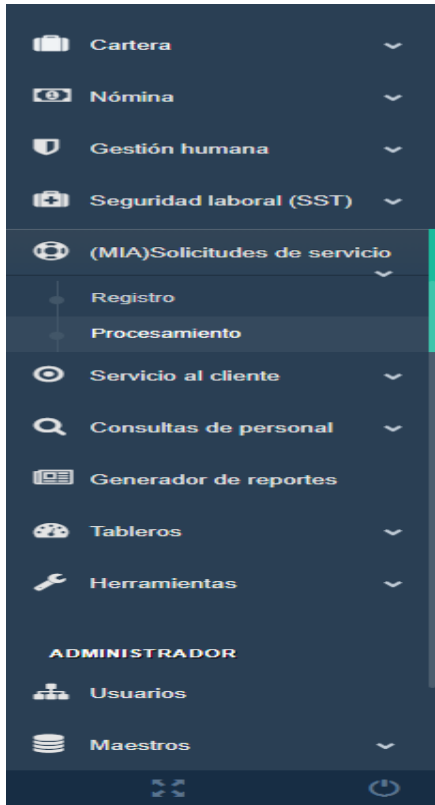 Cartera
Nómina
Gestión humana
Seguridad laboral (SST)
(MIA)Solicitudes de servicio
Registro
Procesamiento
Servicio al cliente
Consultas de personal
Generador de reportes
Tableros
Herramientas
ADMINISTRADOR
Usuarios
Maestros